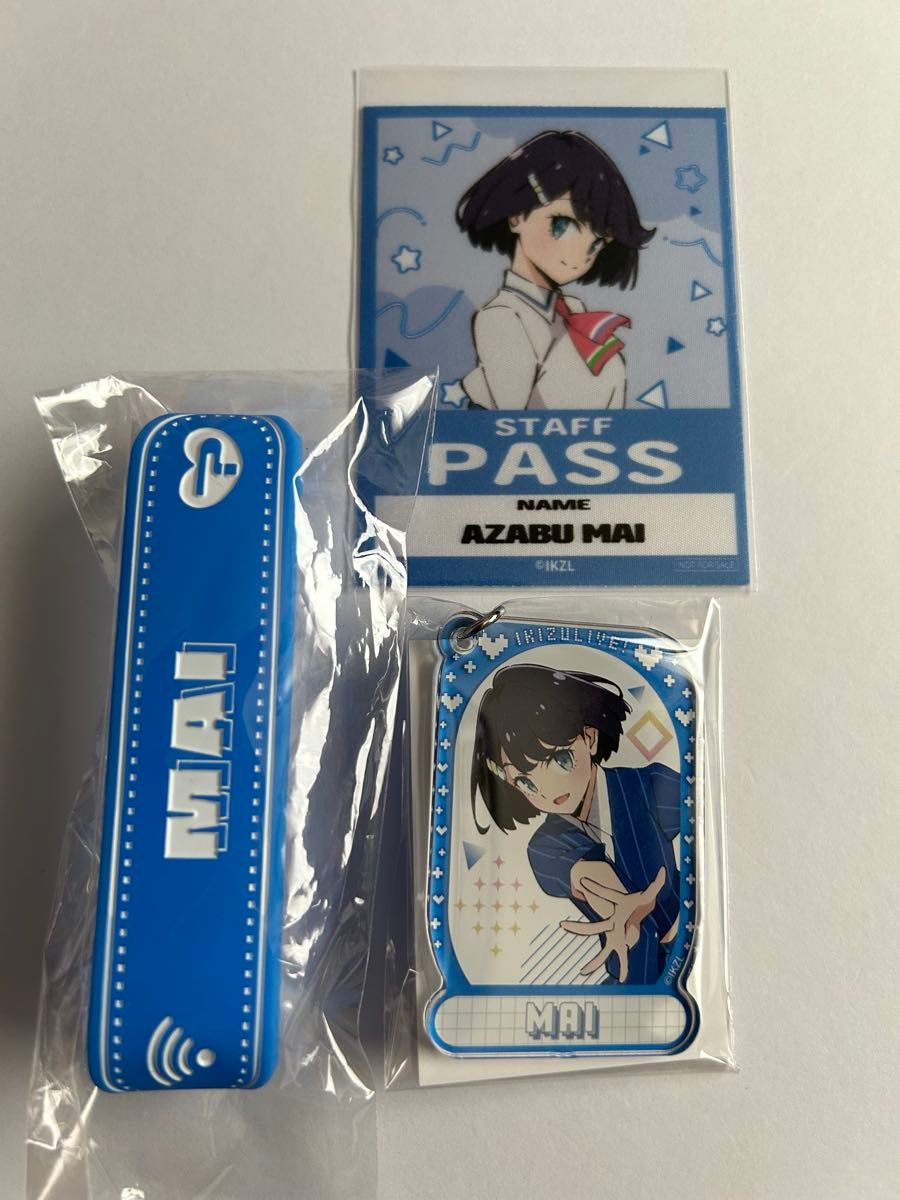 STAFF
PASS
NAME
AZABU MAI
©IKZL
NOT FOR SALE
MAI
IKIZULIVE!
©IKZL
MAI